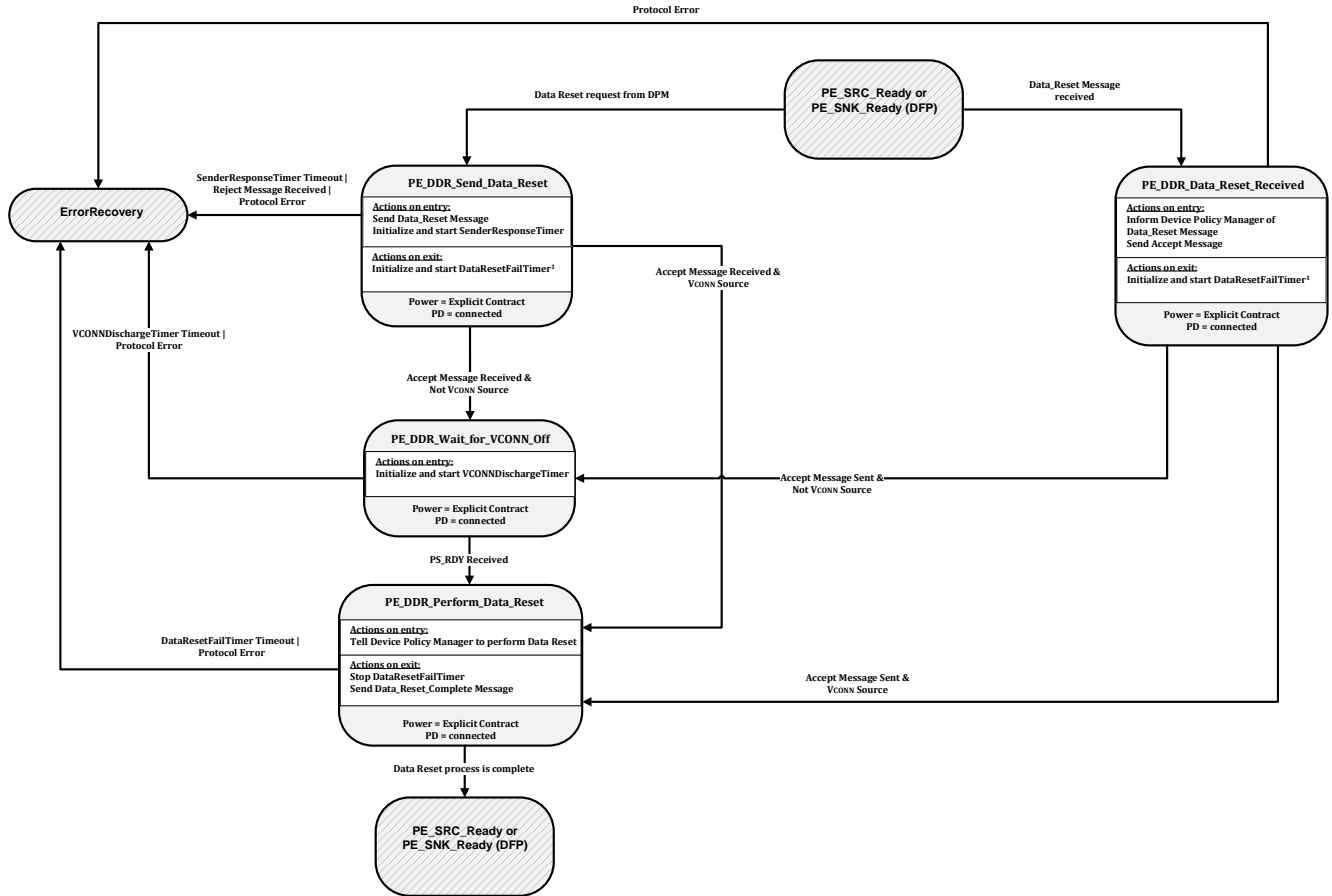 Protocol Error
PE_SRC_Ready or
PE_SNK_Ready (DFP)
Data Reset request from DPM
Data_Reset Message
received
SenderResponseTimer Timeout |
Reject Message Received |
Protocol Error
ErrorRecovery
PE_DDR_Send_Data_Reset
Actions on entry:
Send Data_Reset Message
Initialize and start SenderResponseTimer
Actions on exit:
Initialize and start DataResetFailTimer¹
Power = Explicit Contract
PD = connected
PE_DDR_Data_Reset_Received
Actions on entry:
Inform Device Policy Manager of
Data_Reset Message
Send Accept Message
Actions on exit:
Initialize and start DataResetFailTimer¹
Power = Explicit Contract
PD = connected
Accept Message Received &
VCONN Source
VCONNDischargeTimer Timeout |
Protocol Error
Accept Message Received &
Not VCONN Source
PE_DDR_Wait_for_VCONN_Off
Actions on entry:
Initialize and start VCONNDischargeTimer
Power = Explicit Contract
PD = connected
Accept Message Sent &
Not VCONN Source
PS_RDY Received
PE_DDR_Perform_Data_Reset
Actions on entry:
Tell Device Policy Manager to perform Data Reset
Actions on exit:
Stop DataResetFailTimer
Send Data_Reset_Complete Message
Power = Explicit Contract
PD = connected
DataResetFailTimer Timeout |
Protocol Error
Accept Message Sent &
VCONN Source
Data Reset process is complete
PE_SRC_Ready or
PE_SNK_Ready (DFP)